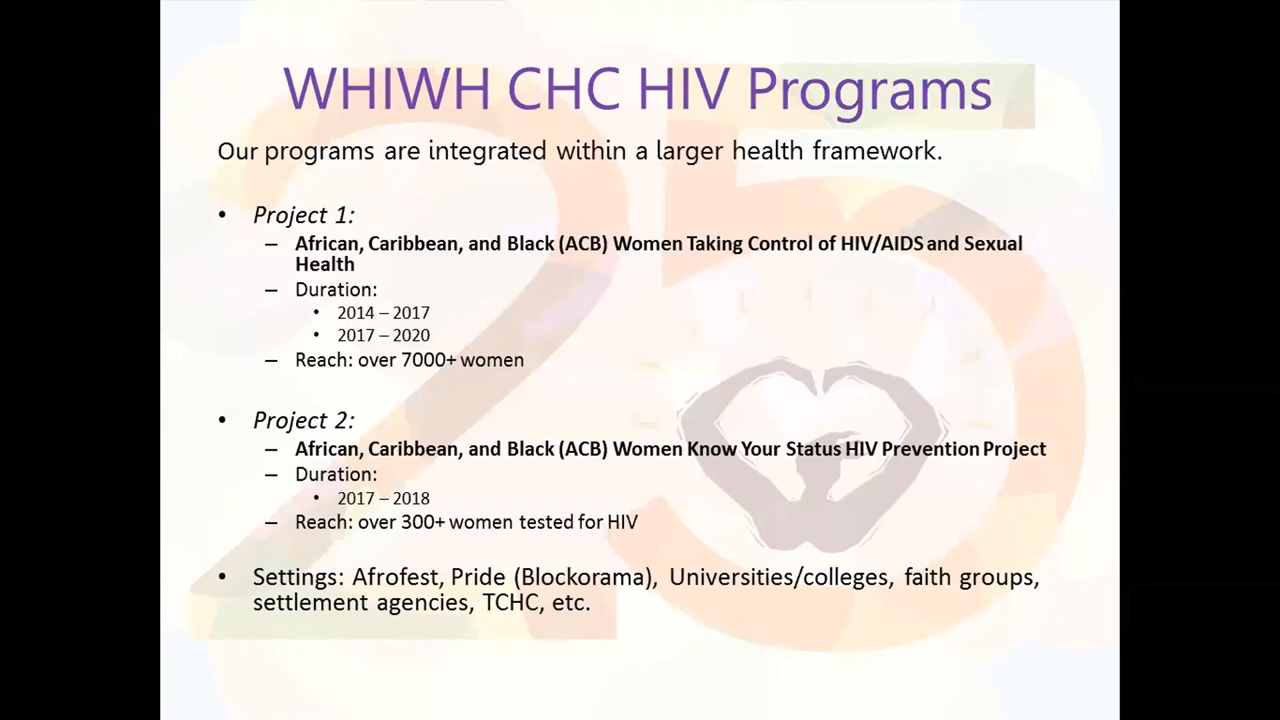 WHIWH CHC HIV Programs
Our programs are integrated within a larger health framework.
• Project 1:
– African, Caribbean, and Black (ACB) Women Taking Control of HIV/AIDS and Sexual
Health
– Duration:
• 2014 – 2017
• 2017 – 2020
– Reach: over 7000+ women
• Project 2:
– African, Caribbean, and Black (ACB) Women Know Your Status HIV Prevention Project
– Duration:
• 2017 – 2018
– Reach: over 300+ women tested for HIV
• Settings: Afrofest, Pride (Blockorama), Universities/colleges, faith groups,
settlement agencies, TCHC, etc.
25